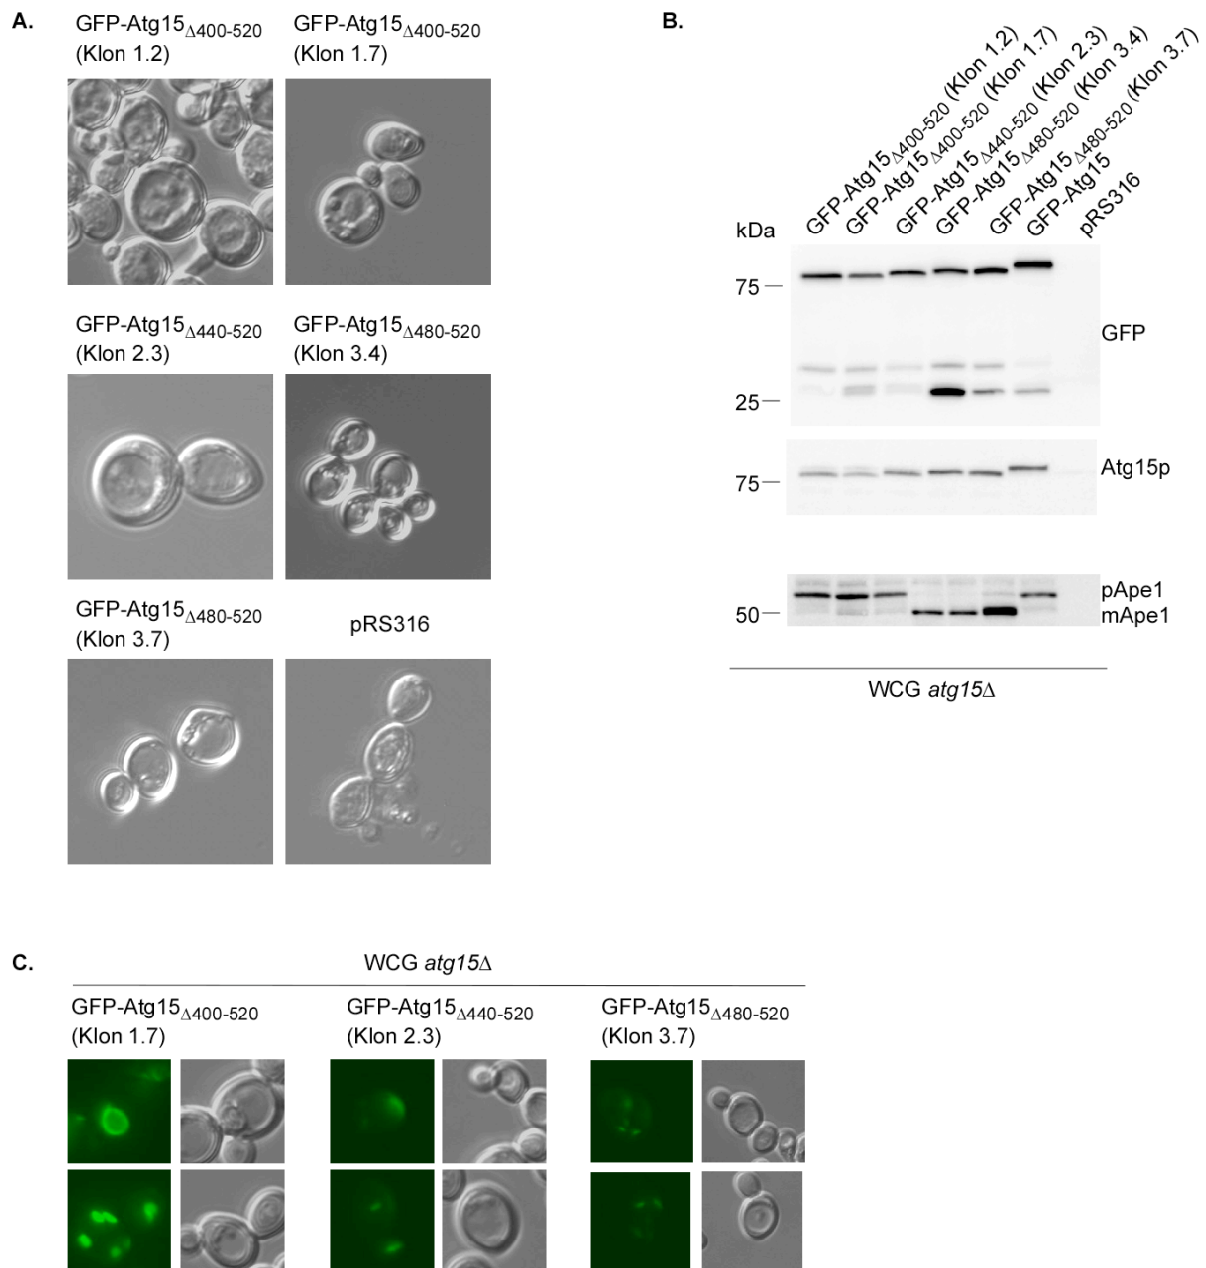 A.
GFP-Atg15Δ400-520
(Klon 1.2)
GFP-Atg15Δ400-520
(Klon 1.7)
GFP-Atg15Δ440-520
(Klon 2.3)
GFP-Atg15Δ480-520
(Klon 3.4)
GFP-Atg15Δ480-520
(Klon 3.7)
pRS316
B.
GFP-Atg15Δ400-520 (Klon 1.2)
GFP-Atg15Δ400-520 (Klon 1.7)
GFP-Atg15Δ440-520 (Klon 2.3)
GFP-Atg15Δ480-520 (Klon 3.4)
GFP-Atg15Δ480-520 (Klon 3.7)
GFP-Atg15
pRS316
kDa
75
GFP
25
Atg15p
75
pApe1
50
mApe1
WCG atg15Δ
C.
WCG atg15Δ
GFP-Atg15Δ400-520
(Klon 1.7)
GFP-Atg15Δ440-520
(Klon 2.3)
GFP-Atg15Δ480-520
(Klon 3.7)